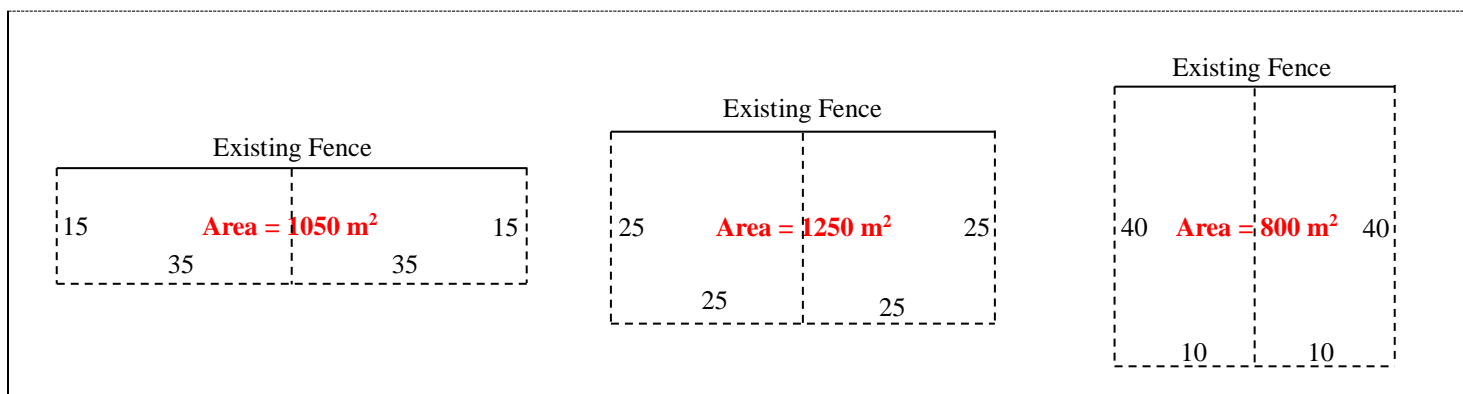 Existing Fence
15 Area = 1050 m² 15
35 35
Existing Fence
25 Area = 1250 m² 25
25 25
Existing Fence
40 Area = 800 m² 40
10 10